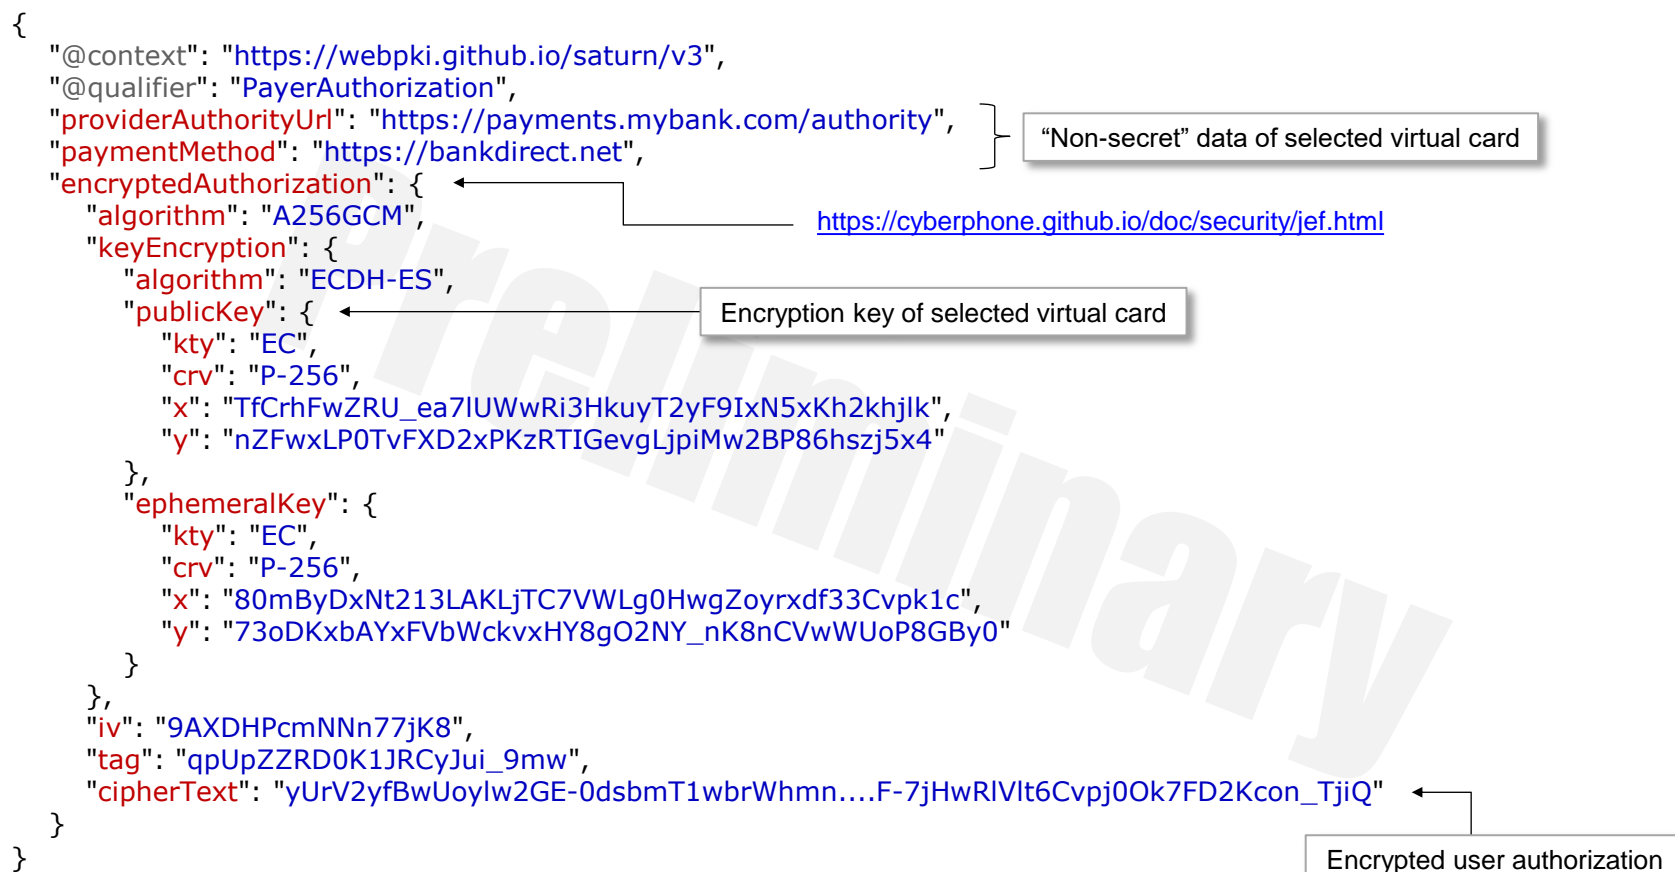 {
"@context": "https://webpki.github.io/saturn/v3",
"@qualifier": "PayerAuthorization",
"providerAuthorityUrl": "https://payments.mybank.com/authority",
"paymentMethod": "https://bankdirect.net",
“Non-secret” data of selected virtual card
"encryptedAuthorization": {
"algorithm": "A256GCM",
https://cyberphone.github.io/doc/security/jef.html
"keyEncryption": {
"algorithm": "ECDH-ES",
"publicKey": {
Encryption key of selected virtual card
"kty": "EC",
"crv": "P-256",
"x": "TfCrhFwZRU_ea7lUWwRi3HkuyT2yF9IxN5xKh2khjlk",
"y": "nZFwxLP0TvFXD2xPKzRTIGevgLjpiMw2BP86hszj5x4"
},
"ephemeralKey": {
"kty": "EC",
"crv": "P-256",
"x": "80mByDxNt213LAKLjTC7VWLg0HwgZoyrxdf33Cvpk1c",
"y": "73oDKxbAYxFVbWckvxHY8gO2NY_nK8nCVwWUoP8GBy0"
}
},
"iv": "9AXDHPcmNNn77jK8",
"tag": "qpUpZZRD0K1JRCyJui_9mw",
"cipherText": "yUrV2yfBwUoylw2GE-0dsbmT1wbrWhmn....F-7jHwRlVlt6Cvpj0Ok7FD2Kcon_TjiQ"
}
}
Encrypted user authorization
Preliminary